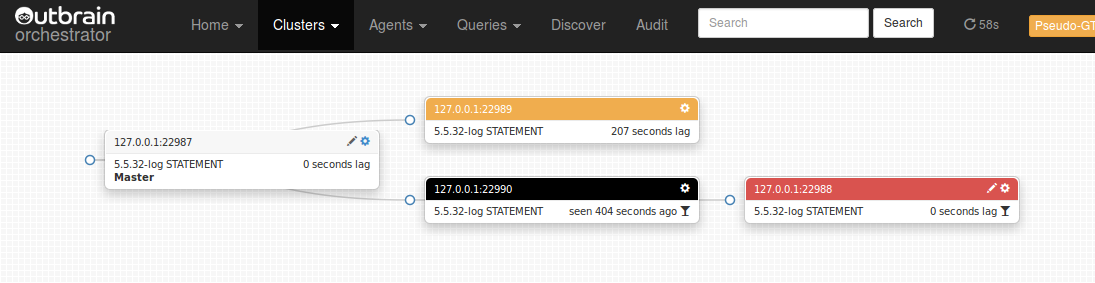 Outbrain
orchestrator
Home Clusters Agents Queries Discover Audit Search Search 58s Pseudo-GT
127.0.0.1:22989
5.5.32-log STATEMENT 207 seconds lag
127.0.0.1:22987
5.5.32-log STATEMENT 0 seconds lag
Master
127.0.0.1:22990
5.5.32-log STATEMENT seen 404 seconds ago
127.0.0.1:22988
5.5.32-log STATEMENT 0 seconds lag